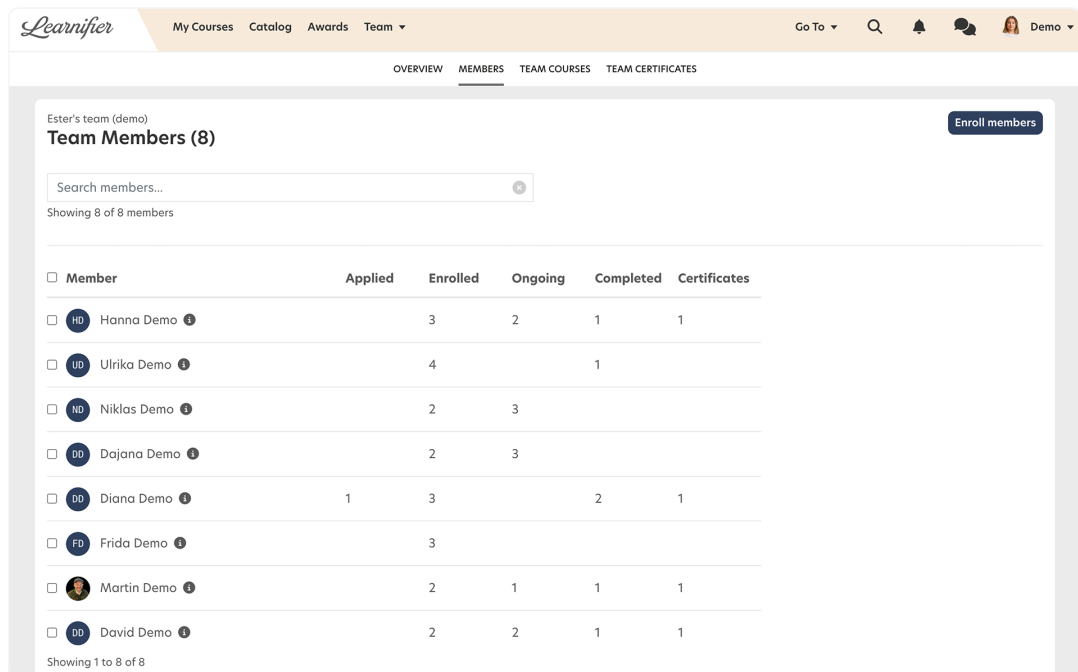 Learnifier My Courses Catalog Awards Team Go To Demo
OVERVIEW MEMBERS TEAM COURSES TEAM CERTIFICATES
Ester's team (demo)
Team Members (8)
Enroll members
Search members...
Showing 8 of 8 members
Member Applied Enrolled Ongoing Completed Certificates
HD Hanna Demo 3 2 1 1
UD Ulrika Demo 4 1
ND Niklas Demo 2 3
DD Dajana Demo 2 3
DD Diana Demo 1 3 2 1
FD Frida Demo 3
Martin Demo 2 1 1 1
DD David Demo 2 2 1 1
Showing 1 to 8 of 8